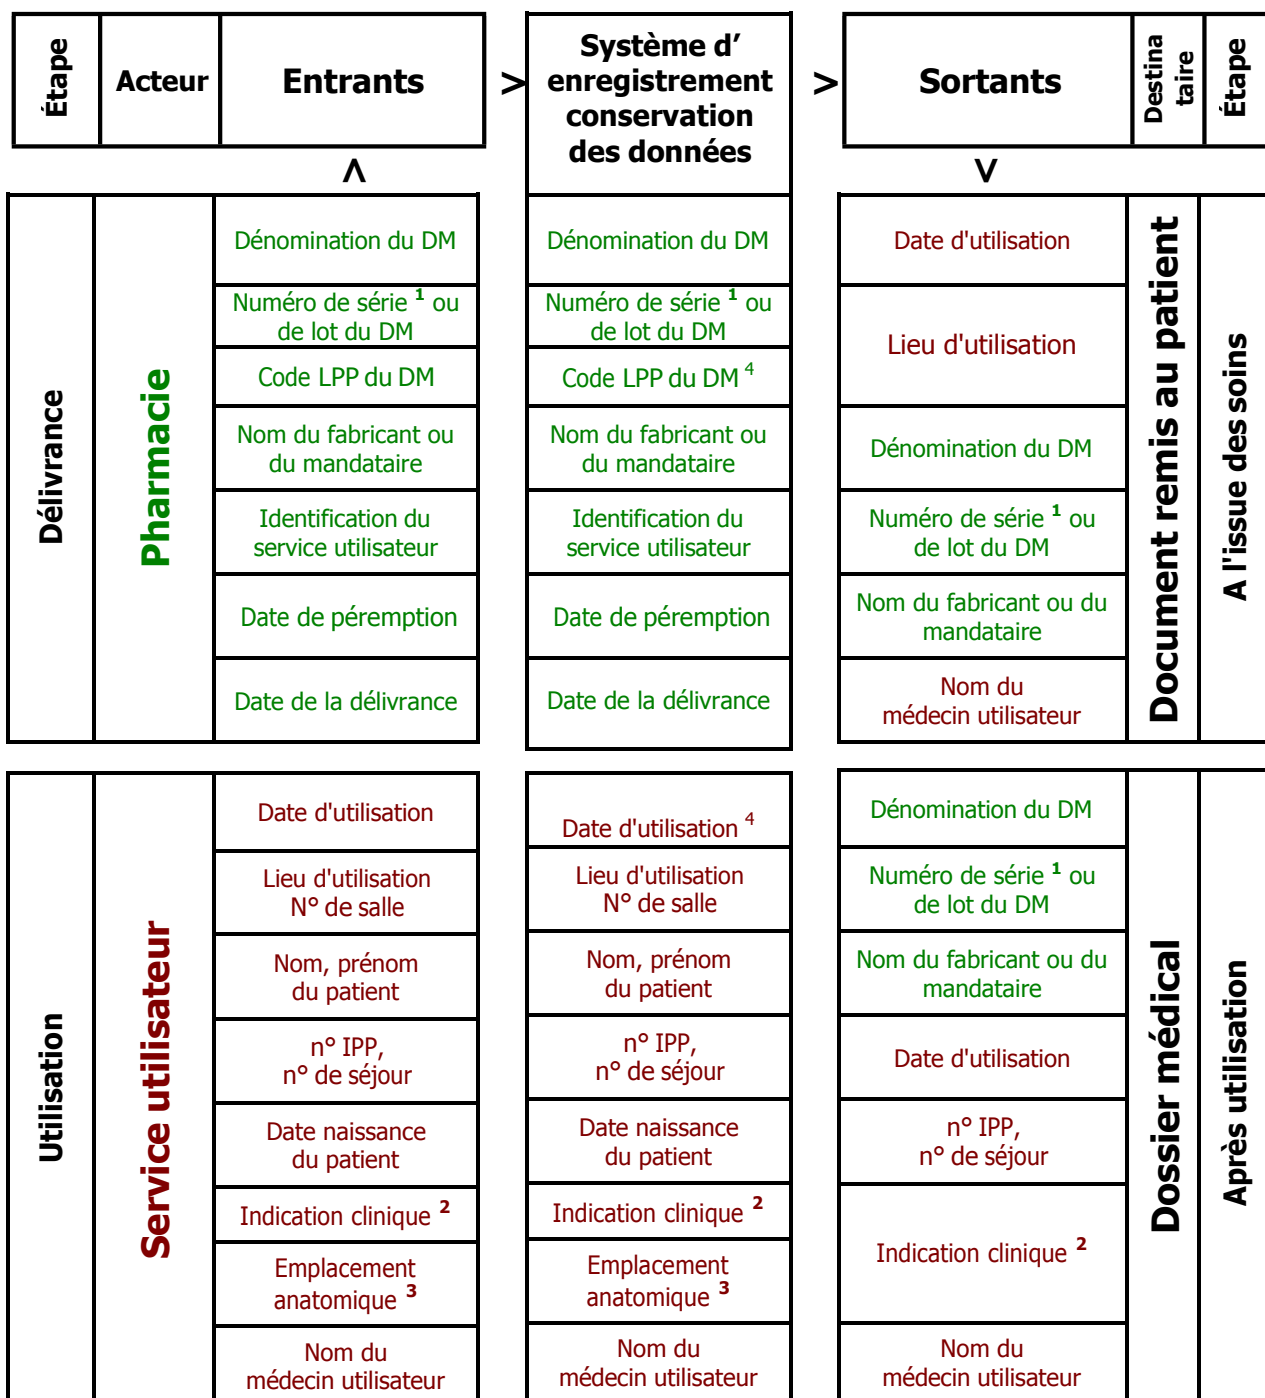 Étape
Acteur
Entrants
>
Système d’
enregistrement
conservation
des données
>
Sortants
Destina
taire
Étape
>
>
Délivrance
Pharmacie
Dénomination du DM
Numéro de série 1 ou
de lot du DM
Code LPP du DM
Nom du fabricant ou
du mandataire
Identification du
service utilisateur
Date de péremption
Date de la délivrance
Dénomination du DM
Numéro de série 1 ou
de lot du DM
Code LPP du DM 4
Nom du fabricant ou
du mandataire
Identification du
service utilisateur
Date de péremption
Date de la délivrance
Date d'utilisation
Lieu d'utilisation
Dénomination du DM
Numéro de série 1 ou
de lot du DM
Nom du fabricant ou du
mandataire
Nom du
médecin utilisateur
Document remis au patient
A l'issue des soins
Utilisation
Service utilisateur
Date d'utilisation
Lieu d'utilisation
N° de salle
Nom, prénom
du patient
n° IPP,
n° de séjour
Date naissance
du patient
Indication clinique 2
Emplacement
anatomique 3
Nom du
médecin utilisateur
Date d'utilisation 4
Lieu d'utilisation
N° de salle
Nom, prénom
du patient
n° IPP,
n° de séjour
Date naissance
du patient
Indication clinique 2
Emplacement
anatomique 3
Nom du
médecin utilisateur
Dénomination du DM
Numéro de série 1 ou
de lot du DM
Nom du fabricant ou du
mandataire
Date d'utilisation
n° IPP,
n° de séjour
Indication clinique 2
Nom du
médecin utilisateur
Dossier médical
Après utilisation